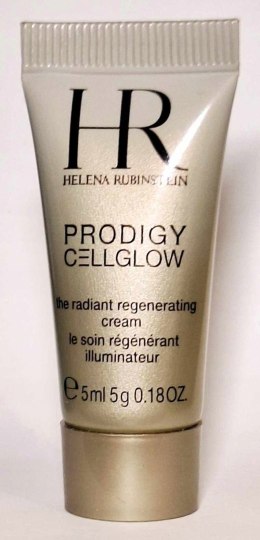 HR
HELENA RUBINSTEIN
PRODIGY
CELLGLOW
the radiant regenerating
cream
le soin régénérant
illuminateur
℮5ml 5g 0.18OZ.